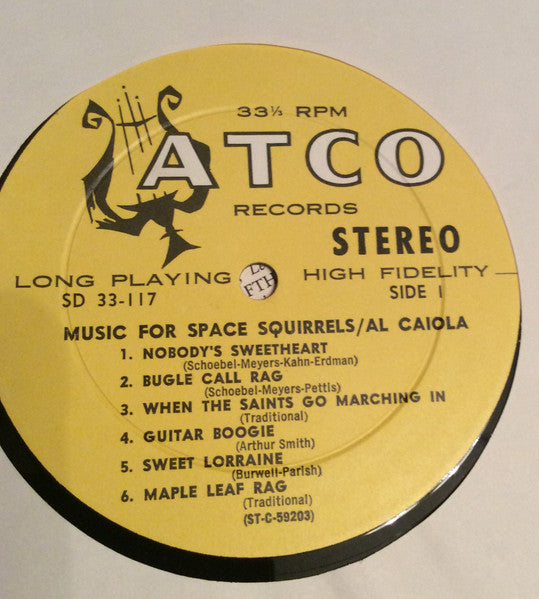 33⅓ RPM
ATCO
RECORDS
STEREO
LONG PLAYING HIGH FIDELITY
SD 33-117 SIDE 1
MUSIC FOR SPACE SQUIRRELS/AL CAIOLA
1. NOBODY'S SWEETHEART
(Schoebel-Meyers-Kahn-Erdman)
2. BUGLE CALL RAG
(Schoebel-Meyers-Pettis)
3. WHEN THE SAINTS GO MARCHING IN
(Traditional)
4. GUITAR BOOGIE
(Arthur Smith)
5. SWEET LORRAINE
(Burwell-Parish)
6. MAPLE LEAF RAG
(Traditional)
(ST-C-59203)